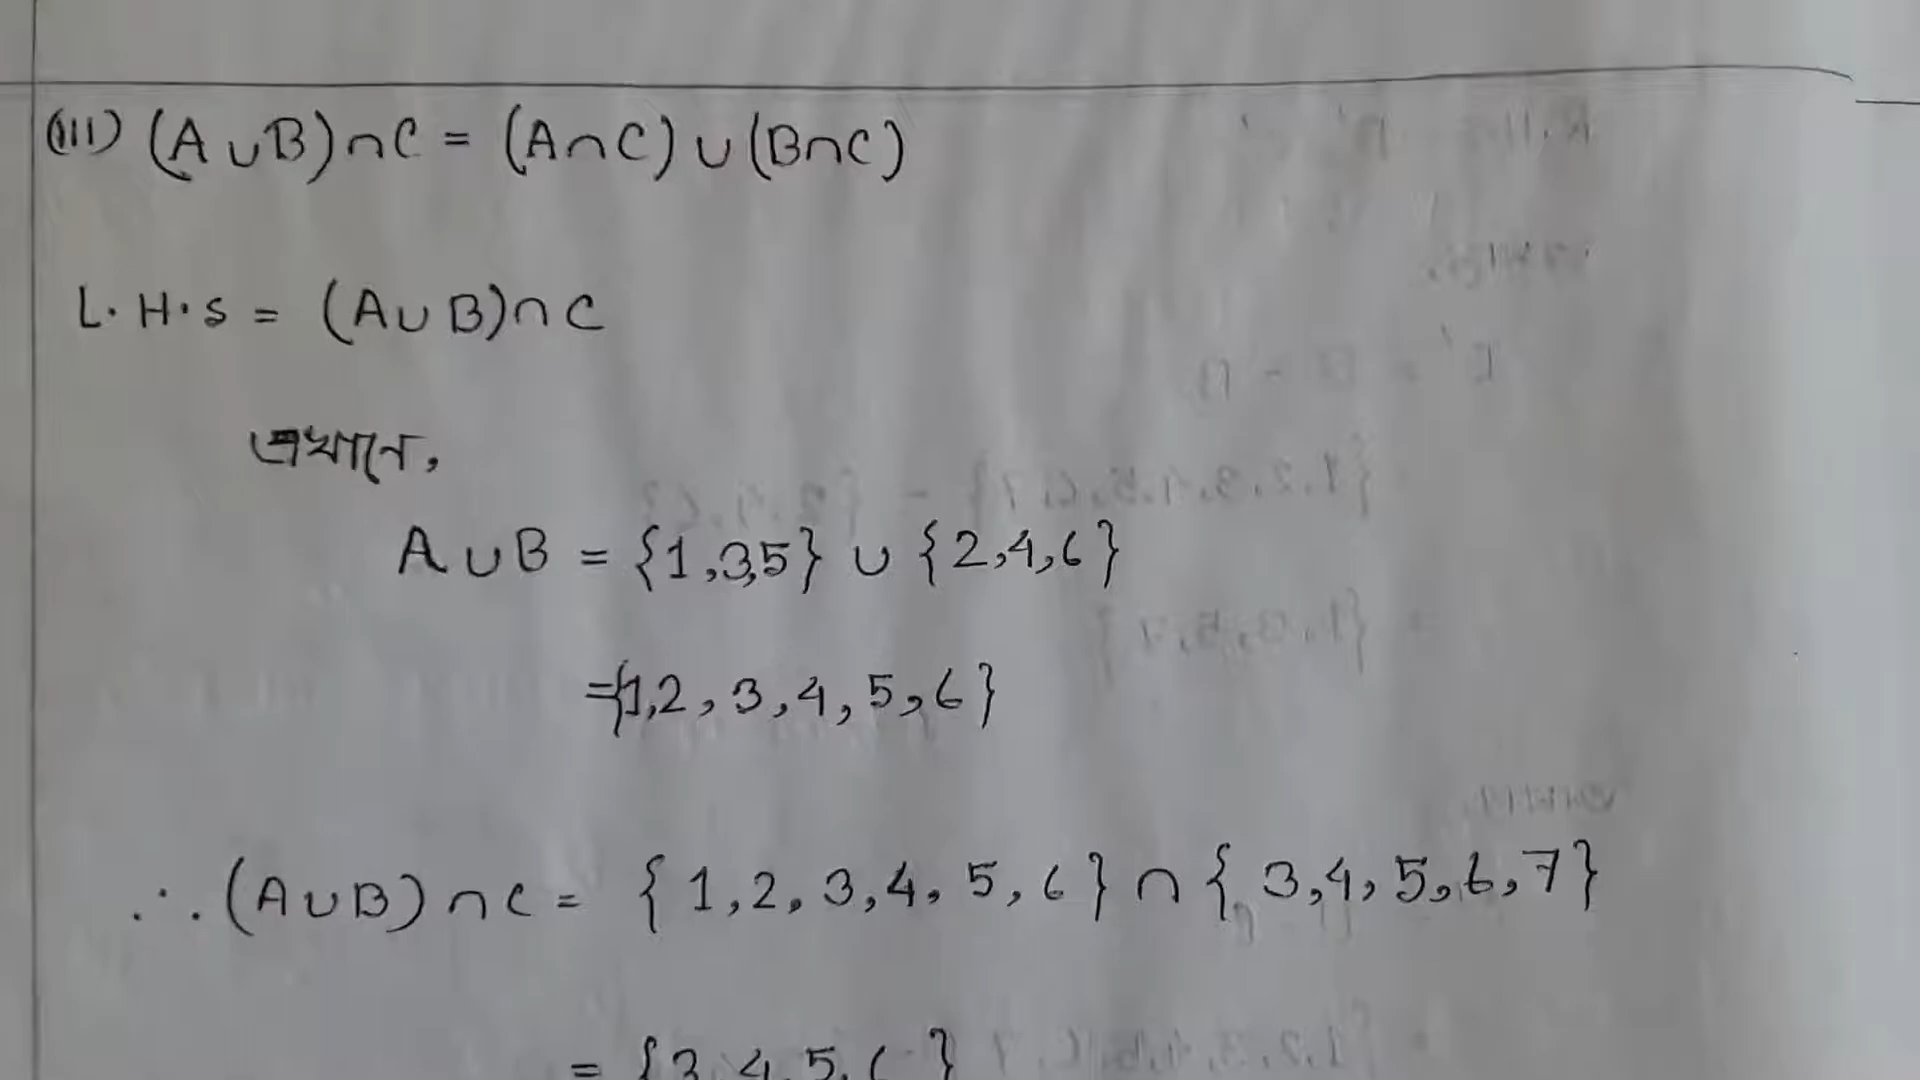 (iii) (A∪B)∩C = (A∩C)∪(B∩C)
L.H.S = (A∪B)∩C
এখানে,
A∪B = {1,3,5} ∪ {2,4,6}
={1,2,3,4,5,6}
∴ (A∪B)∩C = {1,2,3,4,5,6} ∩ {3,4,5,6,7}
= {3,4,5,6}